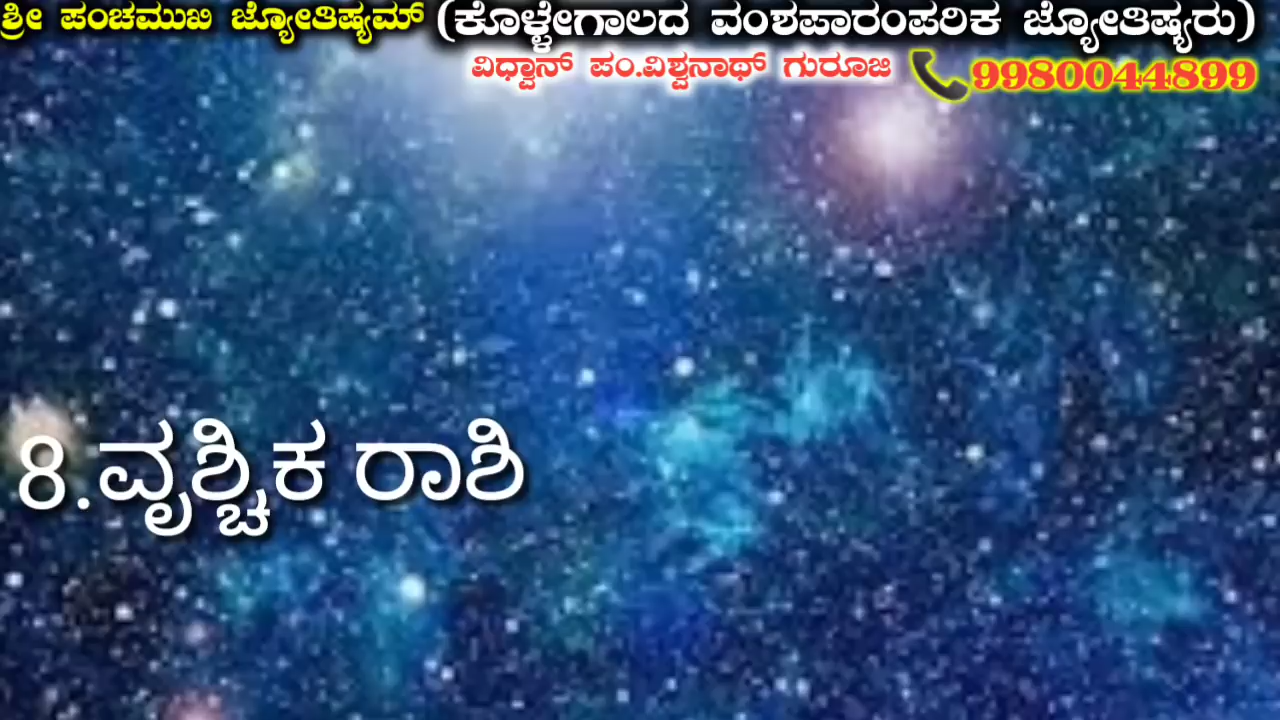 ಶ್ರೀ ಪಂಚಮುಖಿ ಜ್ಯೋತಿಷ್ಯಮ್ (ಕೊಳ್ಳೇಗಾಲದ ವಂಶಪಾರಂಪರಿಕ ಜ್ಯೋತಿಷ್ಯರು)
ವಿಧ್ವಾನ್ ಪಂ.ವಿಶ್ವನಾಥ್ ಗುರೂಜಿ 9980044899
8.ವೃಶ್ಚಿಕ ರಾಶಿ